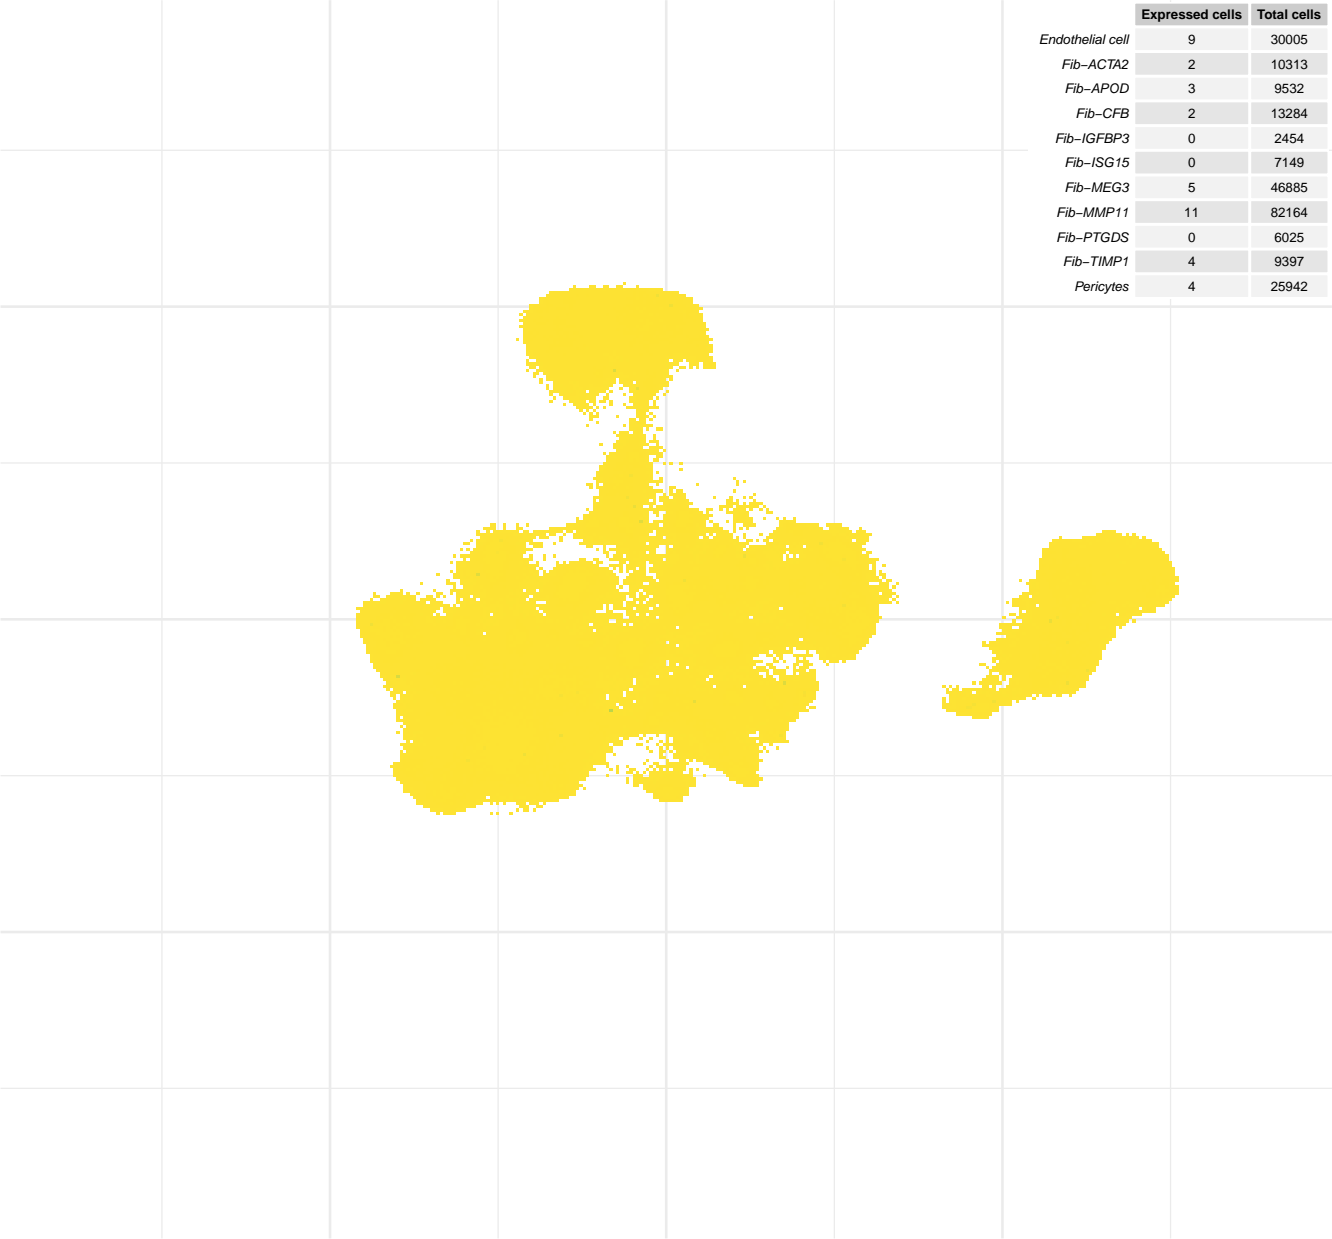 Expressed cells Total cells
Endothelial cell 9 30005
Fib−ACTA2 2 10313
Fib−APOD 3 9532
Fib−CFB 2 13284
Fib−IGFBP3 0 2454
Fib−ISG15 0 7149
Fib−MEG3 5 46885
Fib−MMP11 11 82164
Fib−PTGDS 0 6025
Fib−TIMP1 4 9397
Pericytes 4 25942